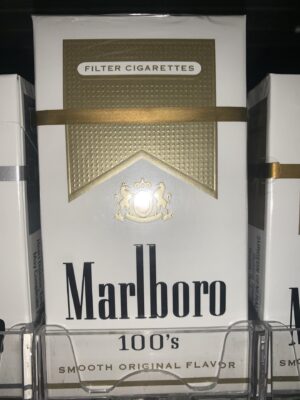 FILTER CIGARETTES
Marlboro
100's
SMOOTH ORIGINAL FLAVOR